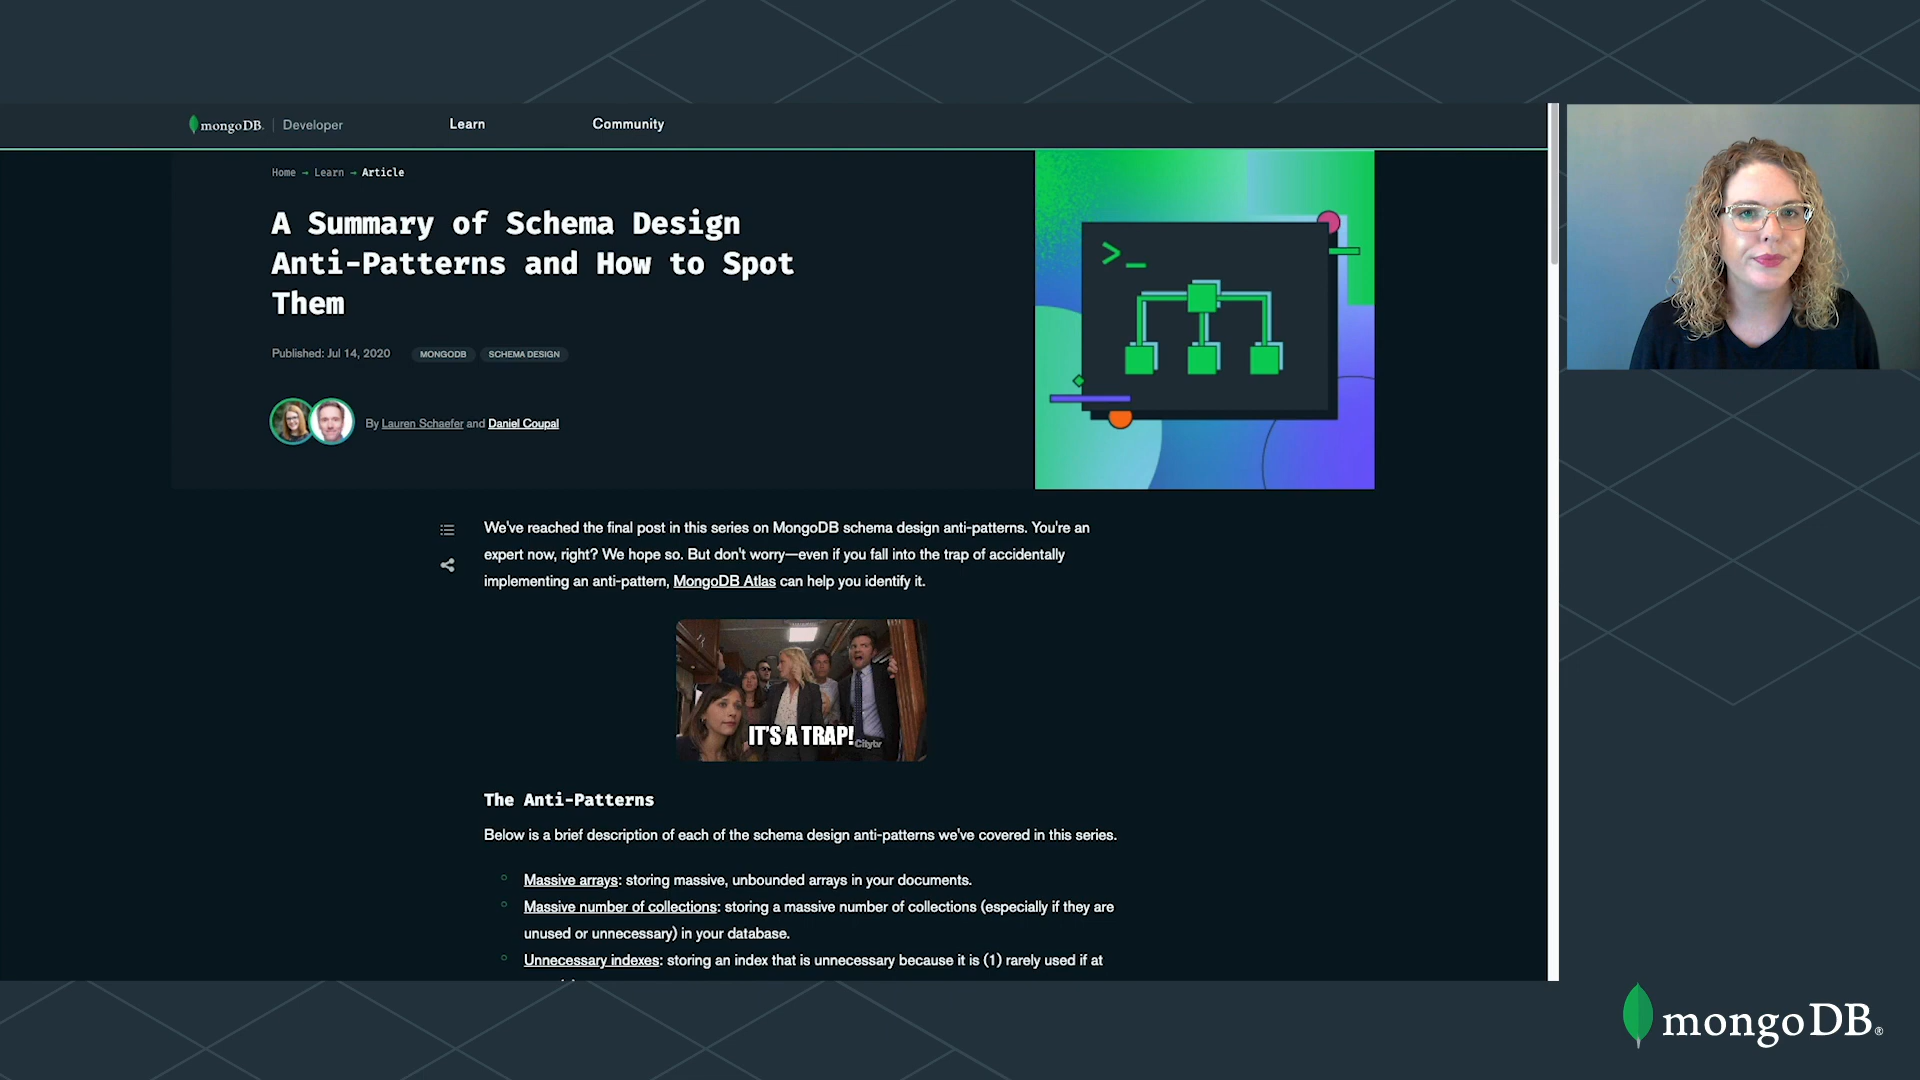 mongoDB. | Developer
Learn
Community
Home → Learn → Article
A Summary of Schema Design
Anti-Patterns and How to Spot
Them
Published: Jul 14, 2020
MONGODB
SCHEMA DESIGN
By Lauren Schaefer and Daniel Coupal
>_
We've reached the final post in this series on MongoDB schema design anti-patterns. You're an
expert now, right? We hope so. But don't worry—even if you fall into the trap of accidentally
implementing an anti-pattern, MongoDB Atlas can help you identify it.
IT'S A TRAP!
Citytv
The Anti-Patterns
Below is a brief description of each of the schema design anti-patterns we've covered in this series.
Massive arrays: storing massive, unbounded arrays in your documents.
Massive number of collections: storing a massive number of collections (especially if they are
unused or unnecessary) in your database.
Unnecessary indexes: storing an index that is unnecessary because it is (1) rarely used if at
mongoDB®